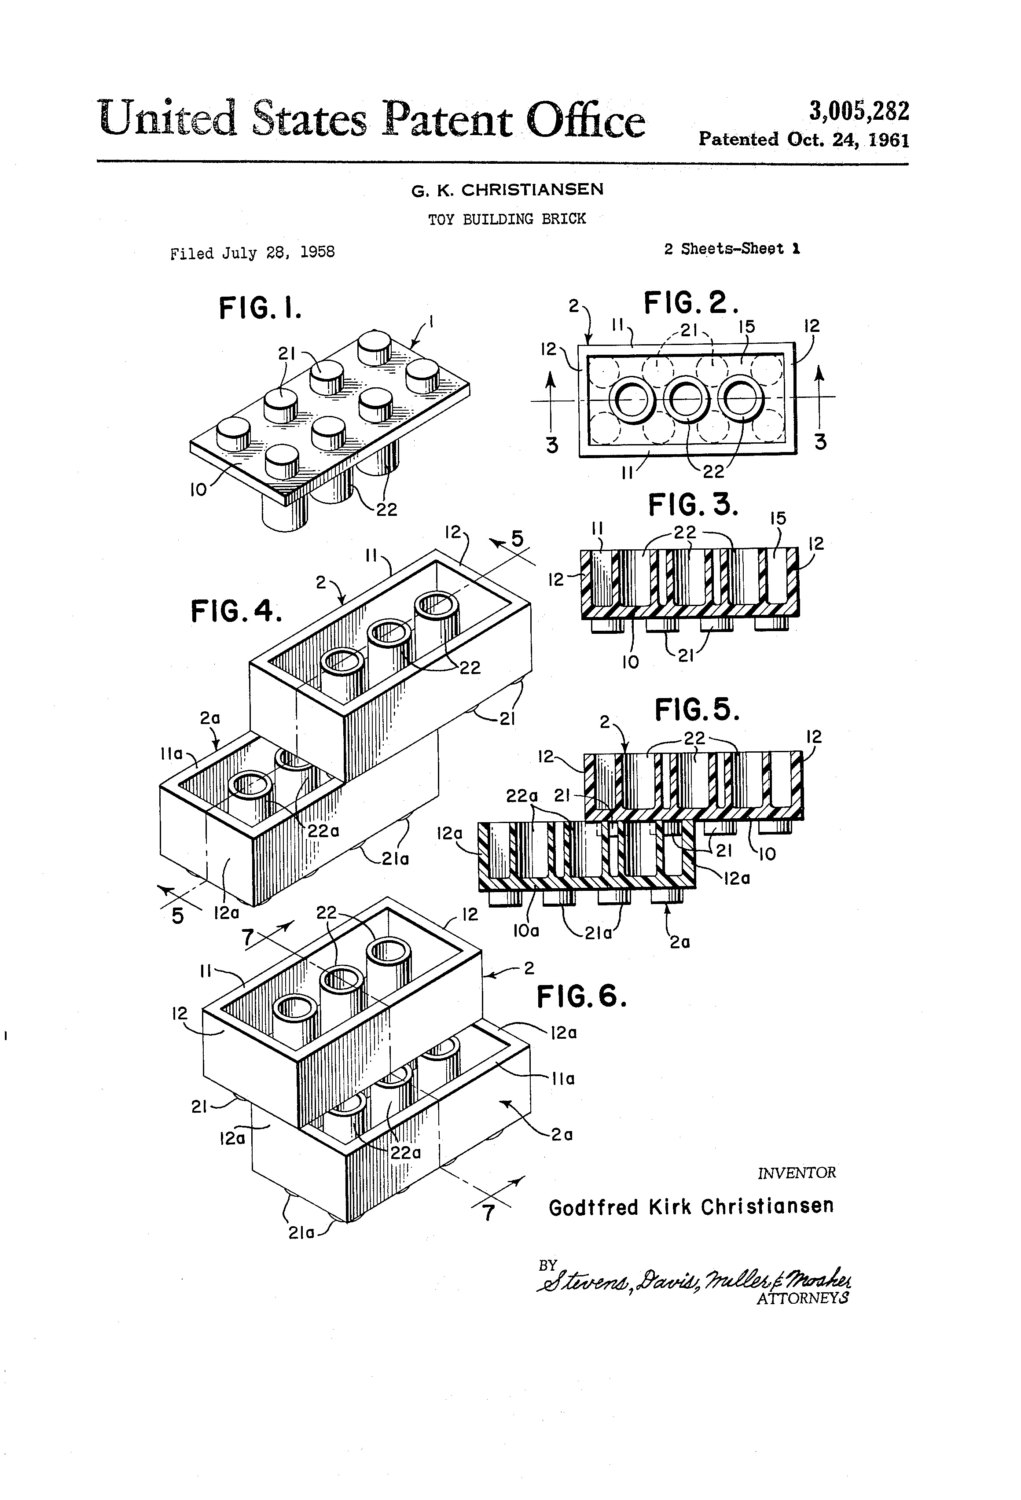 United States Patent Office
3,005,282
Patented Oct. 24, 1961
G. K. CHRISTIANSEN
TOY BUILDING BRICK
Filed July 28, 1958
2 Sheets-Sheet 1
FIG. 1.
1
21
10
22
FIG. 2.
2
11
21
15
12
12
3
3
11
22
FIG. 3.
11
22
15
12
12
10
21
FIG. 4.
11
12
5
2
22
21
2a
11a
22a
21a
12a
5
FIG. 5.
2
22
12
12
22a
21
12a
21
10
12a
10a
21a
2a
FIG. 6.
7
22
12
11
2
12
12a
11a
21
12a
22a
2a
21a
7
INVENTOR
Godtfred Kirk Christiansen
BY
Stevens, Davis, Miller & Mosher
ATTORNEYS